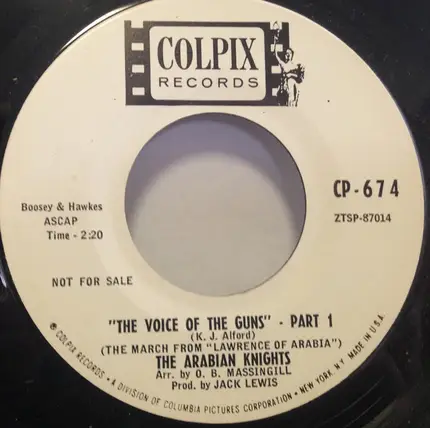 COLPIX
RECORDS
CP-674
ZTSP-87014
Boosey & Hawkes
ASCAP
Time - 2:20
NOT FOR SALE
"THE VOICE OF THE GUNS" - PART 1
(K. J. Alford)
(THE MARCH FROM "LAWRENCE OF ARABIA")
THE ARABIAN KNIGHTS
Arr. by O. B. MASSINGILL
Prod. by JACK LEWIS
© COLPIX RECORDS - A DIVISION OF COLUMBIA PICTURES CORPORATION - NEW YORK, N.Y. MADE IN U.S.A.